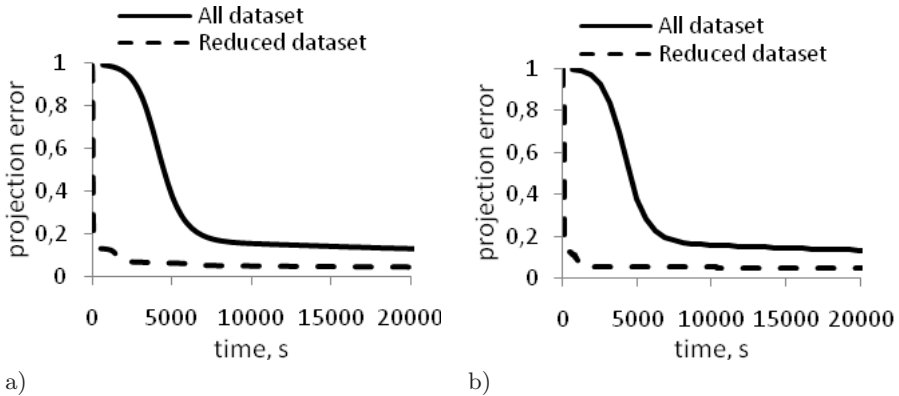 All dataset
Reduced dataset
projection error
1
0,8
0,6
0,4
0,2
0
0 5000 10000 15000 20000
time, s
a)
All dataset
Reduced dataset
projection error
1
0,8
0,6
0,4
0,2
0
0 5000 10000 15000 20000
time, s
b)